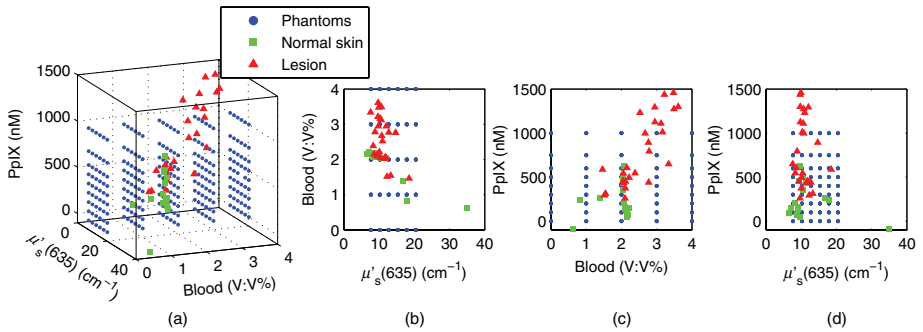 Phantoms
Normal skin
Lesion
PpIX (nM)
1500
1000
500
0
0
20
40
μ's(635) (cm⁻¹)
0
1
2
3
4
Blood (V:V%)
(a)
Blood (V:V%)
4
3
2
1
0
0
10
20
30
40
μ's(635) (cm⁻¹)
(b)
PpIX (nM)
1000
500
0
0
1
2
3
4
Blood (V:V%)
(c)
PpIX (nM)
1500
1000
500
0
0
10
20
30
40
μ's(635) (cm⁻¹)
(d)